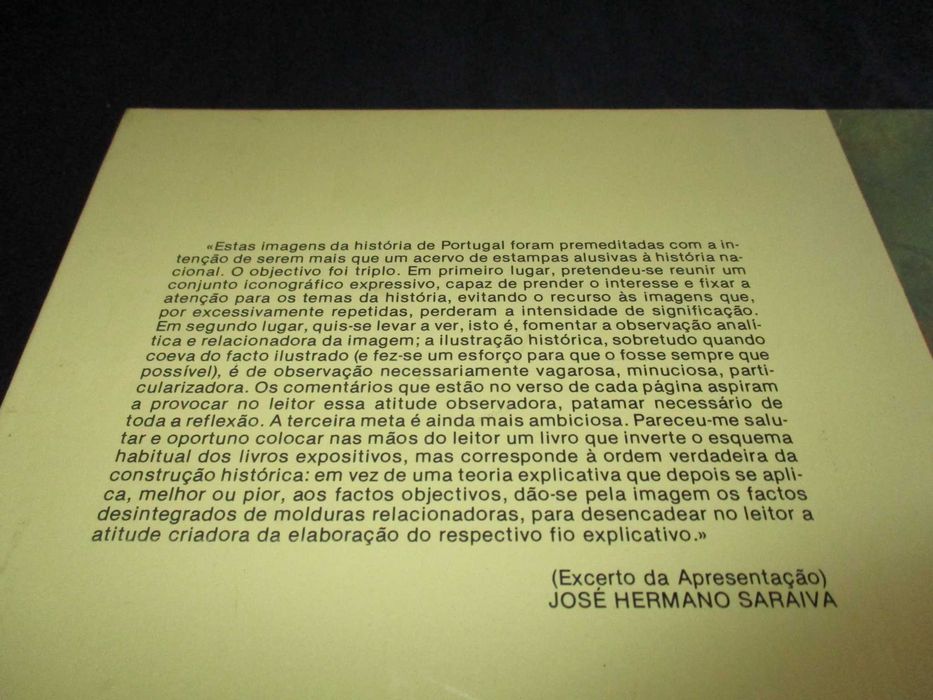 «Estas imagens da história de Portugal foram premeditadas com a in-
tenção de serem mais que um acervo de estampas alusivas à história na-
cional. O objectivo foi triplo. Em primeiro lugar, pretendeu-se reunir um
conjunto iconográfico expressivo, capaz de prender o interesse e fixar a
atenção para os temas da história, evitando o recurso às imagens que,
por excessivamente repetidas, perderam a intensidade de significação.
Em segundo lugar, quis-se levar a ver, isto é, fomentar a observação analí-
tica e relacionadora da imagem; a ilustração histórica, sobretudo quando
coeva do facto ilustrado (e fez-se um esforço para que o fosse sempre que
possível), é de observação necessariamente vagarosa, minuciosa, parti-
cularizadora. Os comentários que estão no verso de cada página aspiram
a provocar no leitor essa atitude observadora, patamar necessário de
toda a reflexão. A terceira meta é ainda mais ambiciosa. Pareceu-me salu-
tar e oportuno colocar nas mãos do leitor um livro que inverte o esquema
habitual dos livros expositivos, mas corresponde à ordem verdadeira da
construção histórica: em vez de uma teoria explicativa que depois se apli-
ca, melhor ou pior, aos factos objectivos, dão-se pela imagem os factos
desintegrados de molduras relacionadoras, para desencadear no leitor a
atitude criadora da elaboração do respectivo fio explicativo.»
(Excerto da Apresentação)
JOSÉ HERMANO SARAIVA